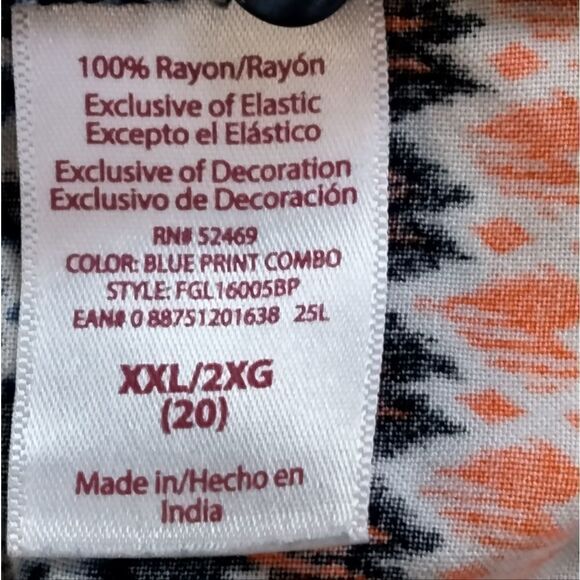 100% Rayon/Rayón
Exclusive of Elastic
Excepto el Elástico
Exclusive of Decoration
Exclusivo de Decoración
RN# 52469
COLOR: BLUE PRINT COMBO
STYLE: FGL16005BP
EAN# 0 88751201638 25L
XXL/2XG
(20)
Made in/Hecho en
India